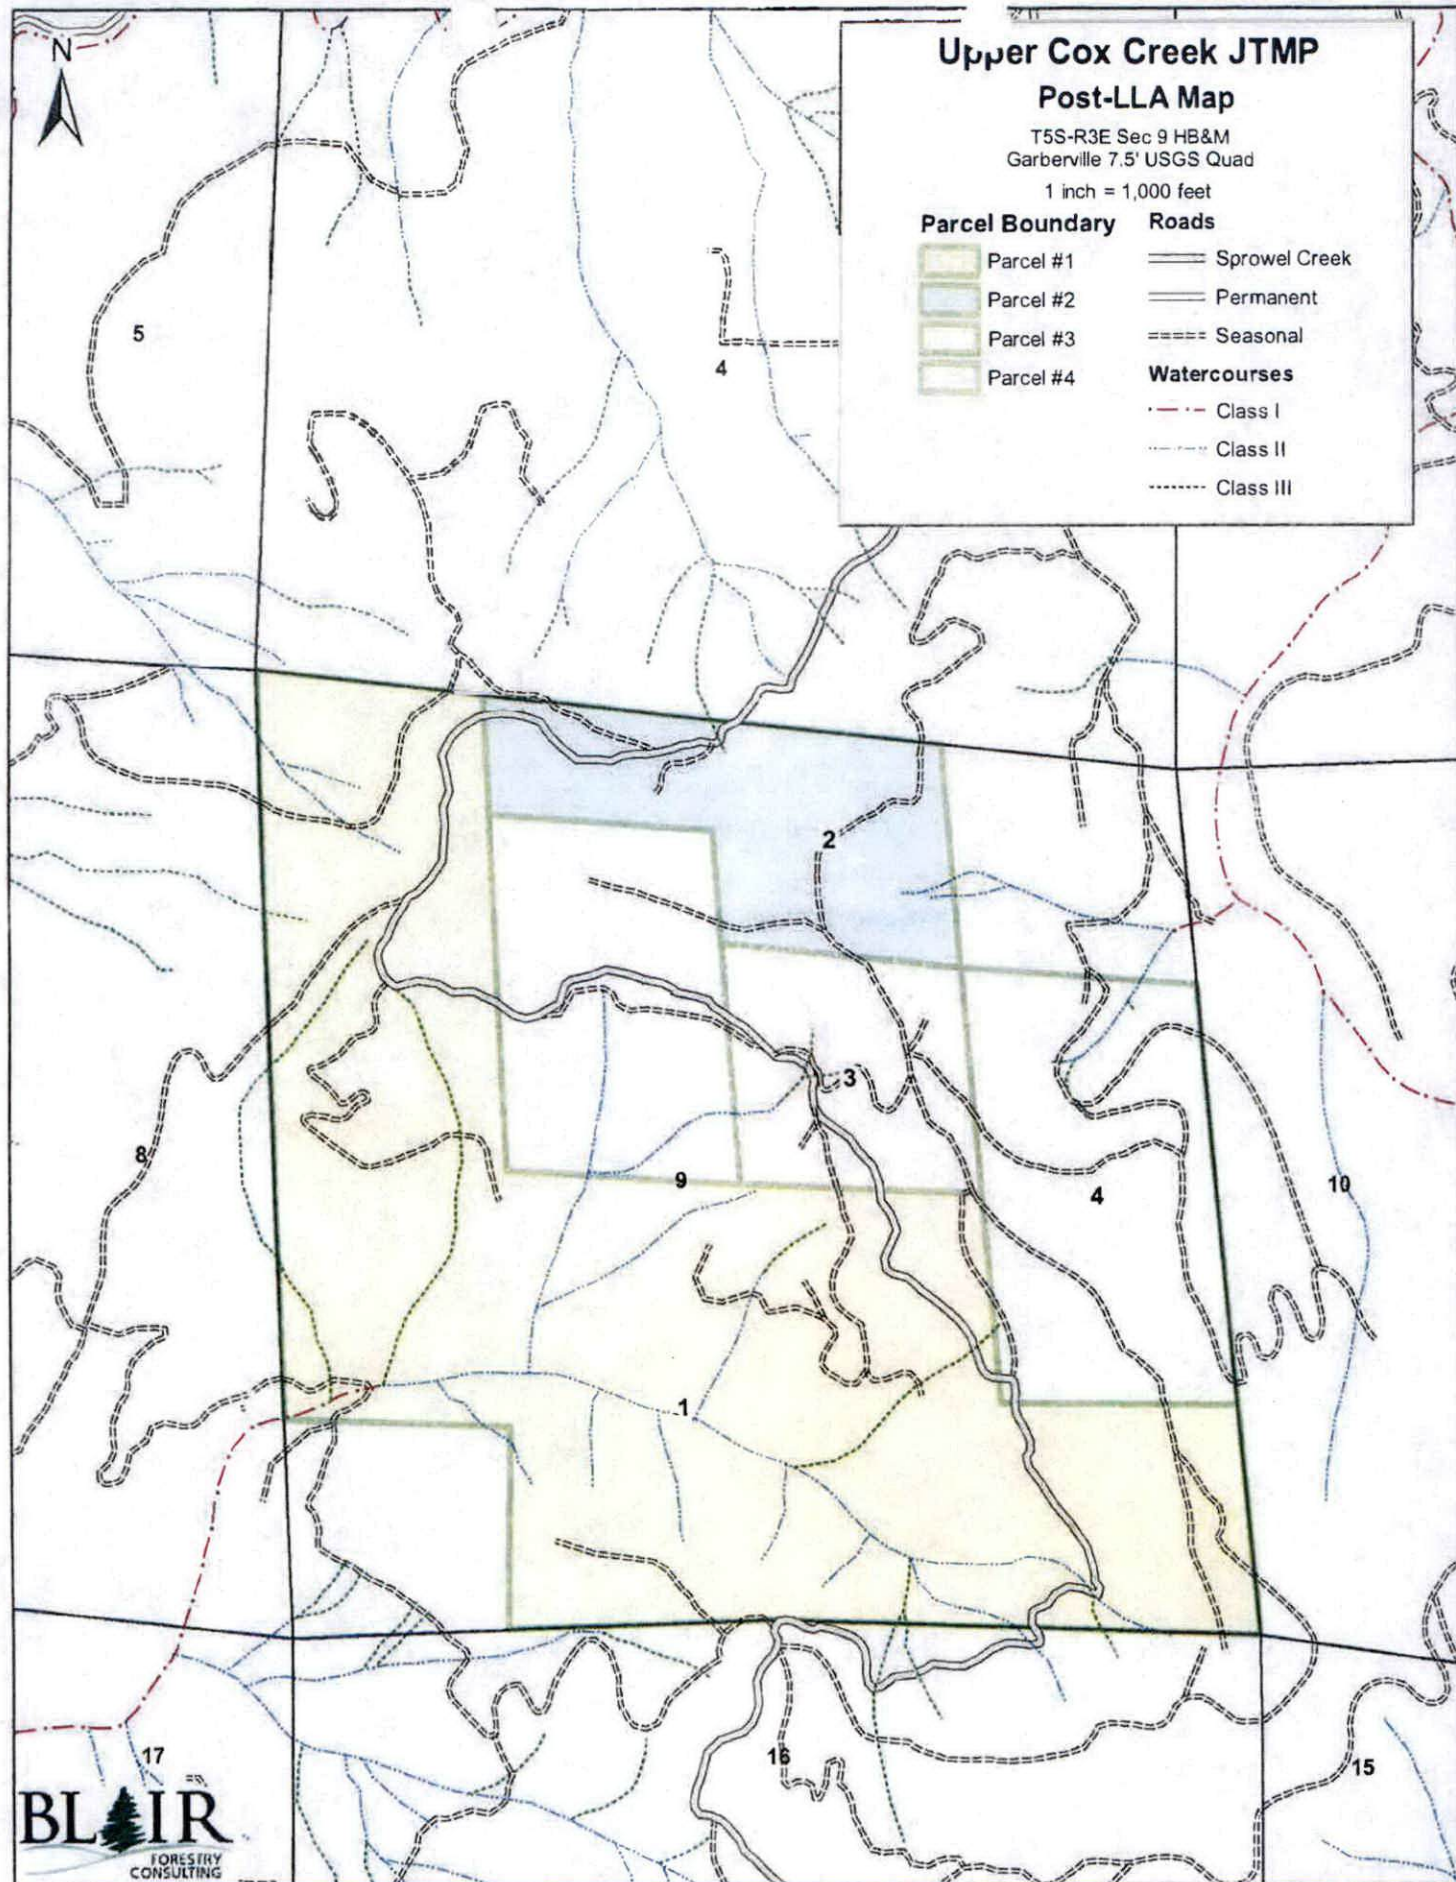 N
Upper Cox Creek JTMP
Post-LLA Map
T5S-R3E Sec 9 HB&M
Garberville 7.5' USGS Quad
1 inch = 1,000 feet
Parcel Boundary
Parcel #1
Parcel #2
Parcel #3
Parcel #4
Roads
Sprowel Creek
Permanent
Seasonal
Watercourses
Class I
Class II
Class III
5
4
2
3
8
9
4
10
1
17
16
15
BLAIR
FORESTRY
CONSULTING